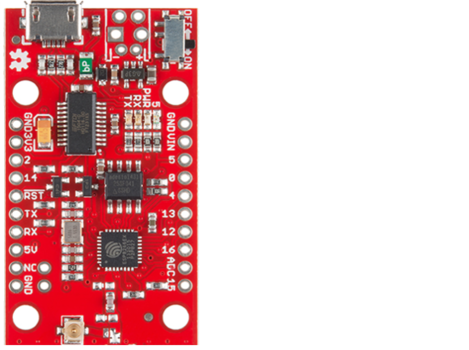 OFF
ON
PWR
RX
TX
5
GND
3V3
2
14
RST
TX
RX
5V
NC
GND
GND
VIN
5
0
4
13
12
16
ADC
15